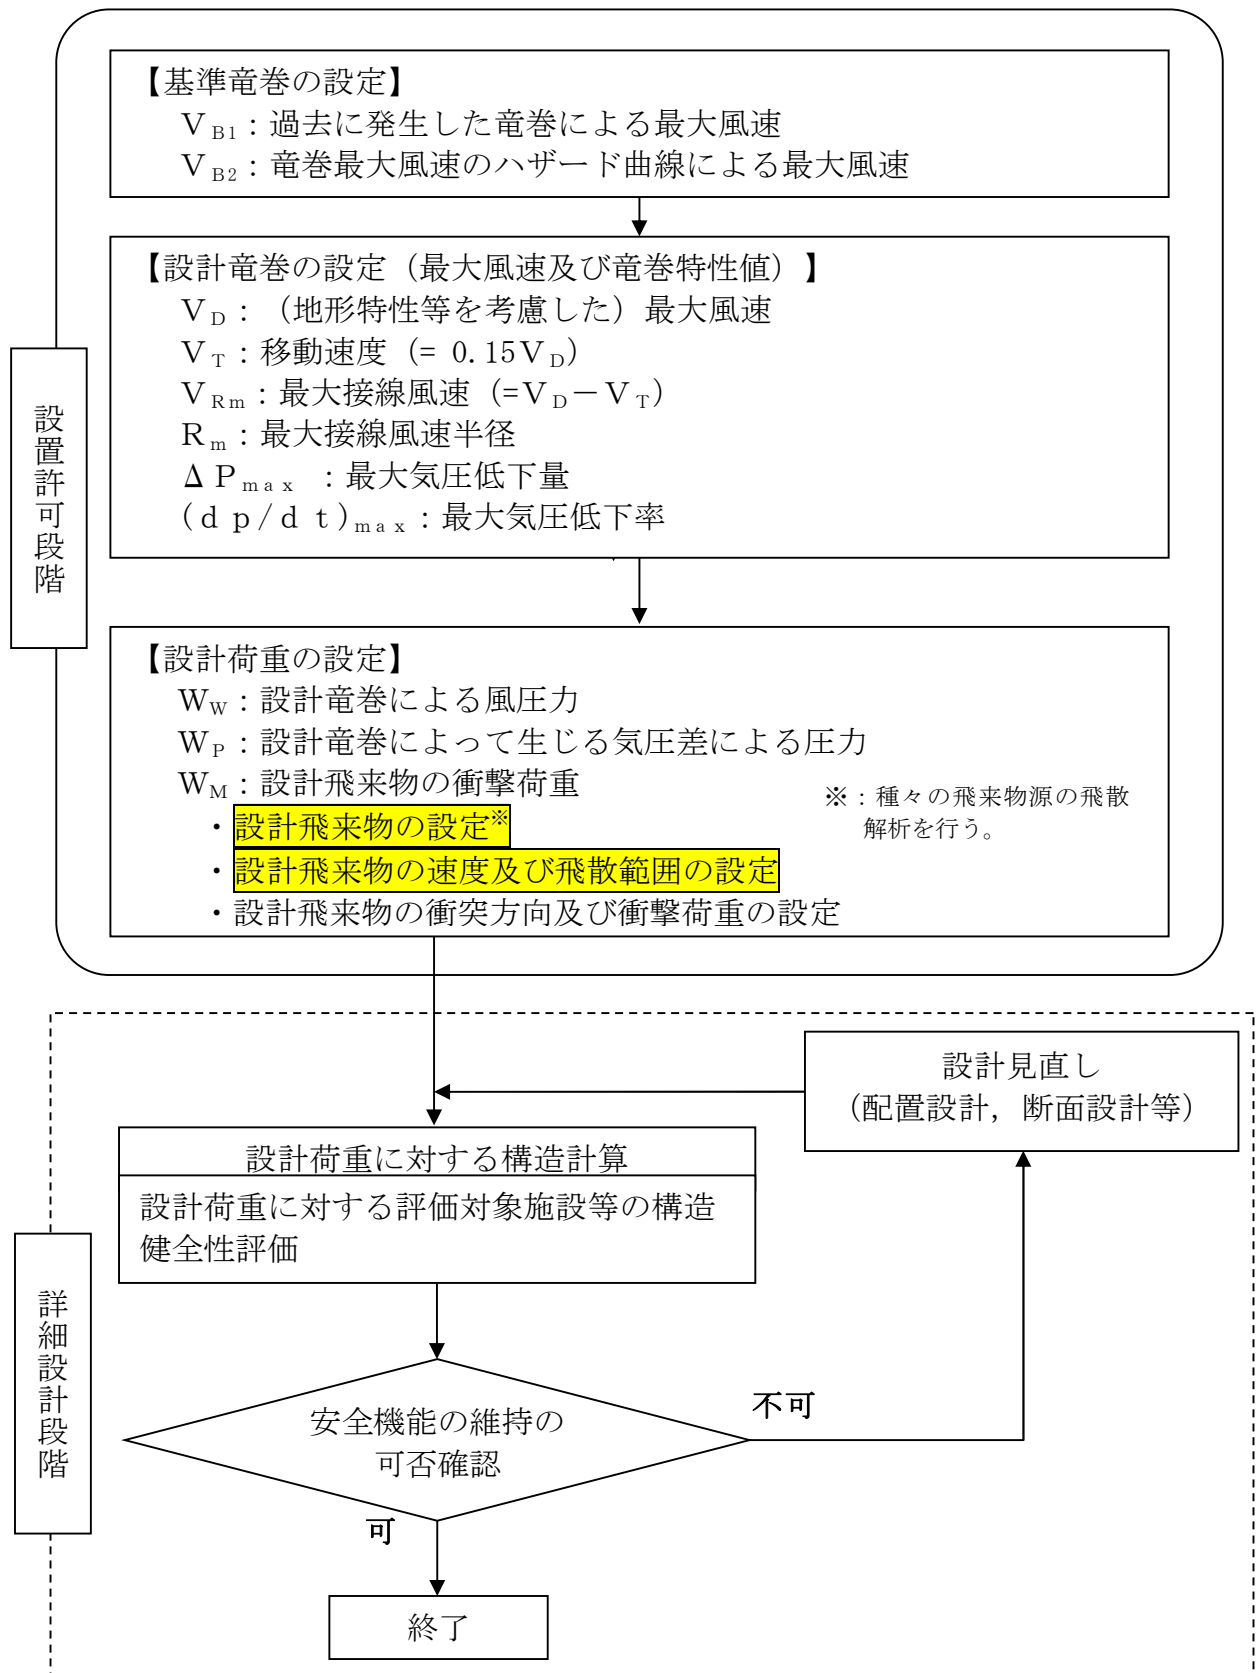 【基準竜巻の設定】
V_B1：過去に発生した竜巻による最大風速
V_B2：竜巻最大風速のハザード曲線による最大風速
【設計竜巻の設定（最大風速及び竜巻特性値）】
V_D：（地形特性等を考慮した）最大風速
V_T：移動速度 (= 0.15V_D)
V_Rm：最大接線風速 (=V_D－V_T)
R_m：最大接線風速半径
ΔP_max ：最大気圧低下量
(dp/dt)_max：最大気圧低下率
設置許可段階
【設計荷重の設定】
W_W：設計竜巻による風圧力
W_P：設計竜巻によって生じる気圧差による圧力
W_M：設計飛来物の衝撃荷重
・設計飛来物の設定※
・設計飛来物の速度及び飛散範囲の設定
・設計飛来物の衝突方向及び衝撃荷重の設定
※：種々の飛来物源の飛散
解析を行う。
設計見直し
（配置設計，断面設計等）
設計荷重に対する構造計算
設計荷重に対する評価対象施設等の構造
健全性評価
詳細設計段階
安全機能の維持の
可否確認
不可
可
終了